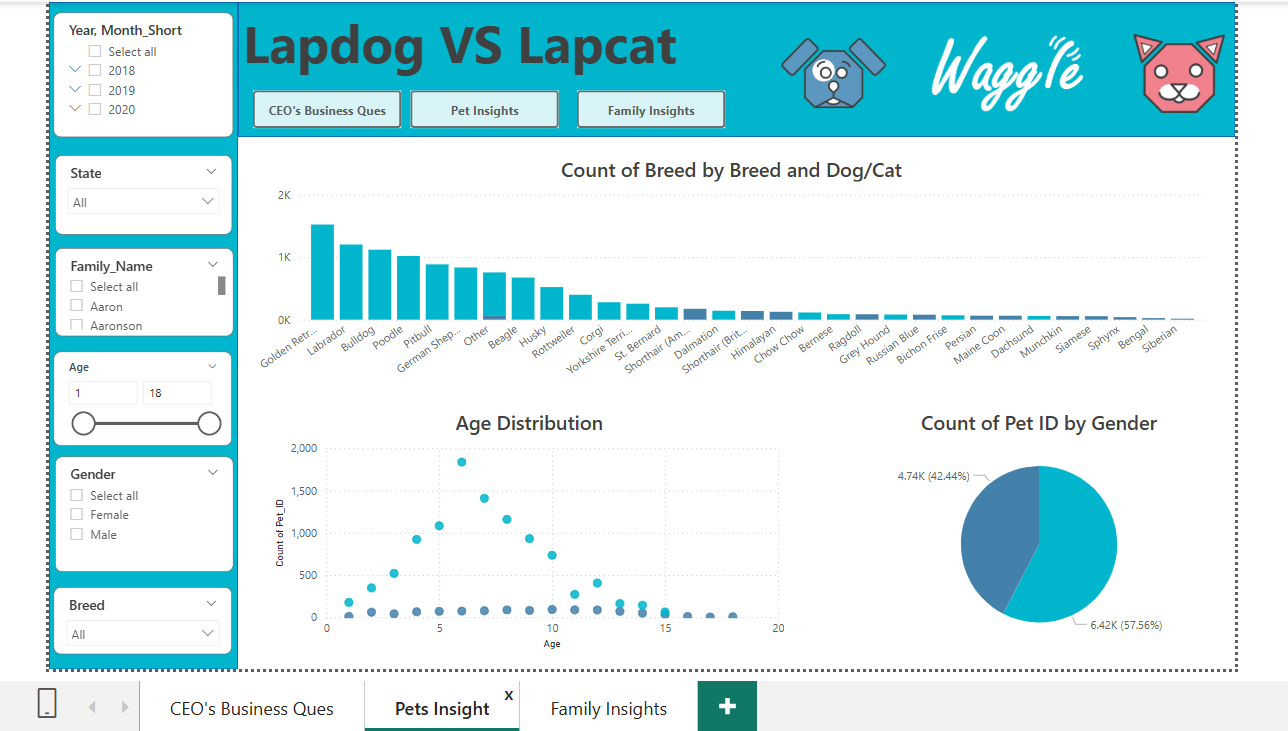 Year, Month_Short
Select all
2018
2019
2020
State
All
Family_Name
Select all
Aaron
Aaronson
Age
1 18
Gender
Select all
Female
Male
Breed
All
Lapdog VS Lapcat
CEO's Business Ques Pet Insights Family Insights
Waggle
Count of Breed by Breed and Dog/Cat
2K
1K
0K
Golden Retr...
Labrador
Bulldog
Poodle
Pitbull
German Shep...
Other
Beagle
Husky
Rottweiler
Corgi
Yorkshire Terri...
St. Bernard
Shorthair (Am...
Dalmation
Shorthair (Brit...
Himalayan
Chow Chow
Bernese
Ragdoll
Grey Hound
Russian Blue
Bichon Frise
Persian
Maine Coon
Dachsund
Munchkin
Siamese
Sphynx
Bengal
Siberian
Age Distribution
Count of Pet_ID
2,000
1,500
1,000
500
0
0 5 10 15 20
Age
Count of Pet ID by Gender
4.74K (42.44%)
6.42K (57.56%)
CEO's Business Ques Pets Insight x Family Insights +